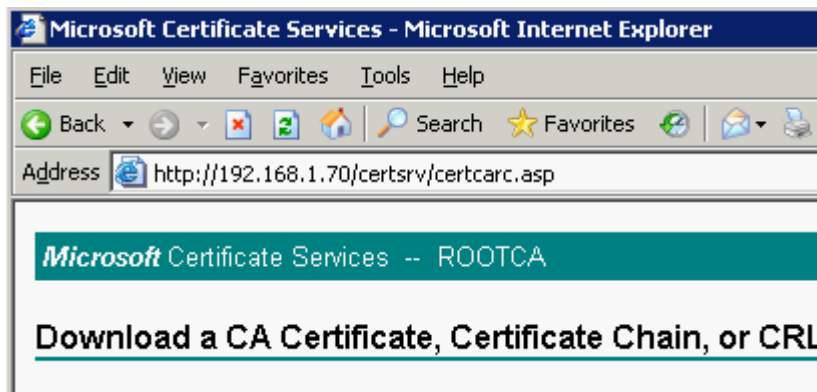 Microsoft Certificate Services - Microsoft Internet Explorer
File Edit View Favorites Tools Help
Back Search Favorites
Address http://192.168.1.70/certsrv/certcarc.asp
Microsoft Certificate Services -- ROOTCA
Download a CA Certificate, Certificate Chain, or CRL